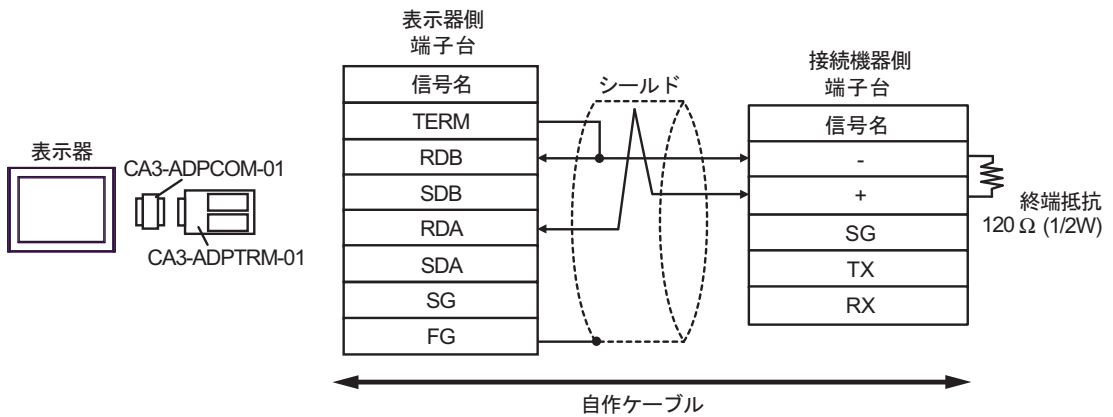 表示器
CA3-ADPCOM-01
CA3-ADPTRM-01
表示器側
端子台
信号名
TERM
RDB
SDB
RDA
SDA
SG
FG
シールド
接続機器側
端子台
信号名
-
+
SG
TX
RX
終端抵抗
120 Ω (1/2W)
自作ケーブル